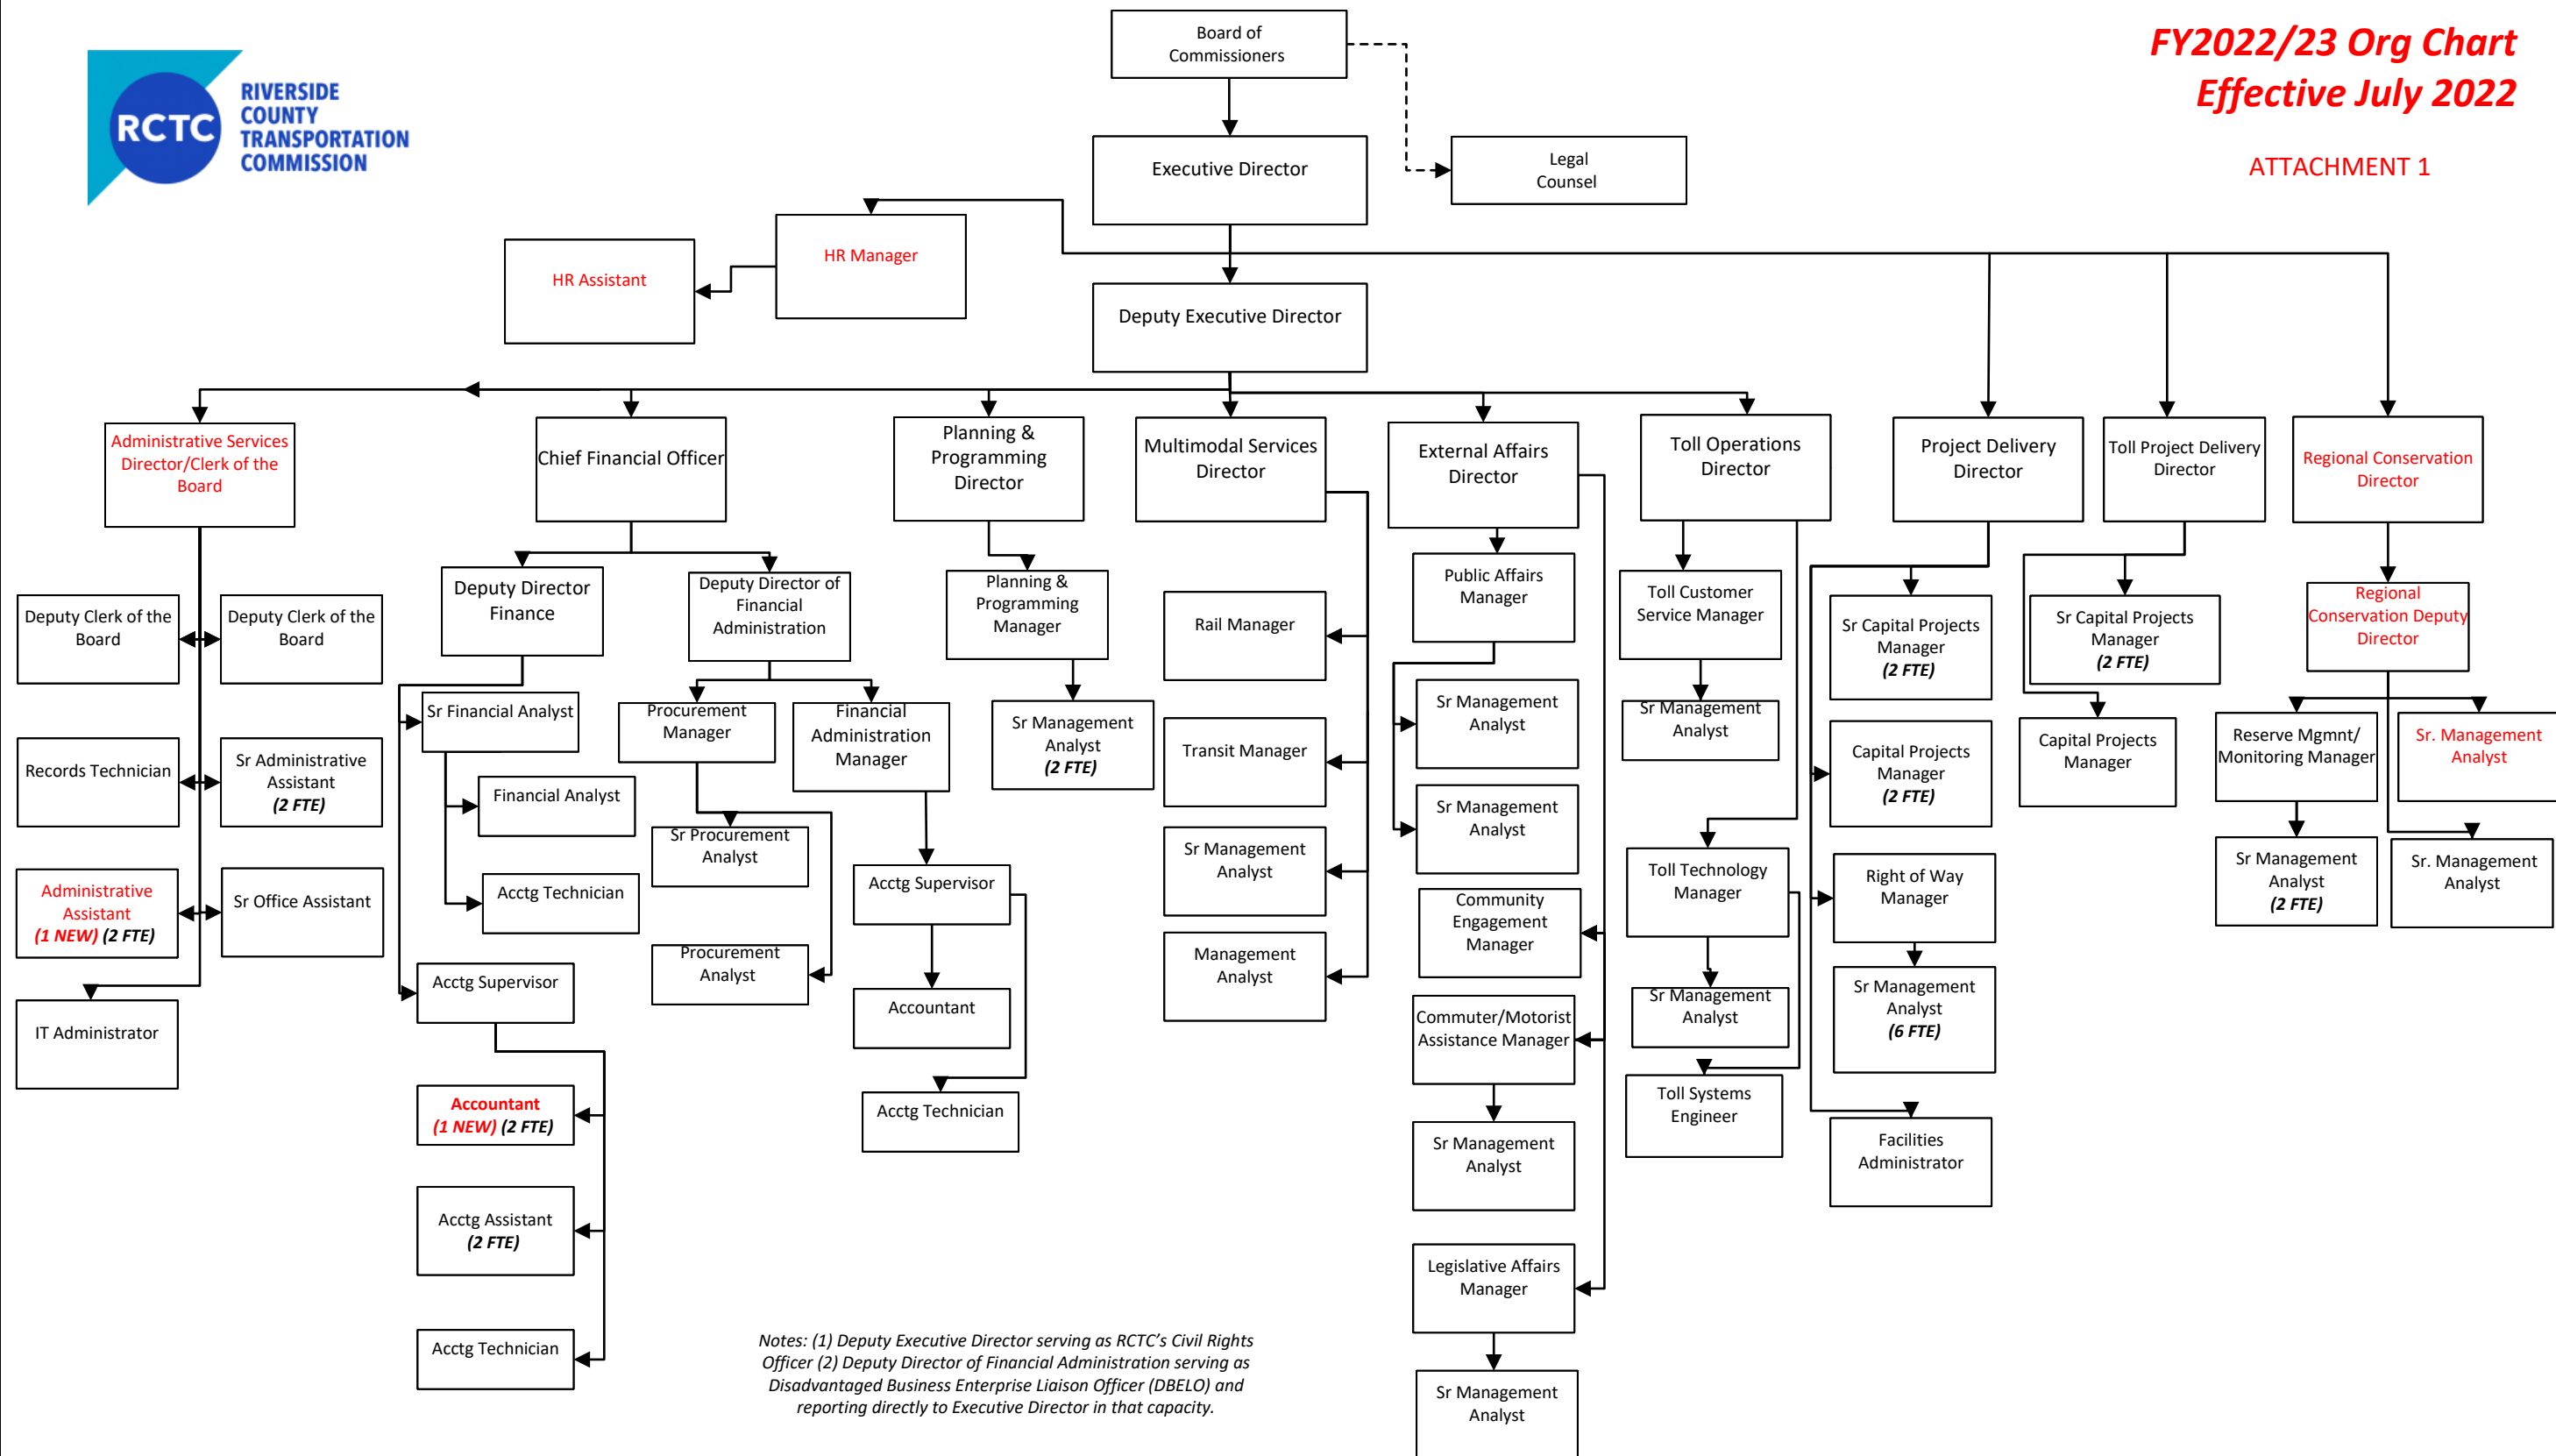 RCTC
RIVERSIDE
COUNTY
TRANSPORTATION
COMMISSION
FY2022/23 Org Chart
Effective July 2022
ATTACHMENT 1
Board of
Commissioners
Executive Director
Legal
Counsel
HR Manager
HR Assistant
Deputy Executive Director
Administrative Services
Director/Clerk of the
Board
Chief Financial Officer
Planning &
Programming
Director
Multimodal Services
Director
External Affairs
Director
Toll Operations
Director
Project Delivery
Director
Toll Project Delivery
Director
Regional Conservation
Director
Deputy Clerk of the
Board
Deputy Clerk of the
Board
Records Technician
Sr Administrative
Assistant
(2 FTE)
Administrative
Assistant
(1 NEW) (2 FTE)
Sr Office Assistant
IT Administrator
Deputy Director
Finance
Deputy Director of
Financial
Administration
Sr Financial Analyst
Financial Analyst
Acctg Technician
Acctg Supervisor
Accountant
(1 NEW) (2 FTE)
Acctg Assistant
(2 FTE)
Acctg Technician
Procurement
Manager
Financial
Administration
Manager
Sr Procurement
Analyst
Procurement
Analyst
Acctg Supervisor
Accountant
Acctg Technician
Planning &
Programming
Manager
Sr Management
Analyst
(2 FTE)
Rail Manager
Transit Manager
Sr Management
Analyst
Management
Analyst
Public Affairs
Manager
Sr Management
Analyst
Sr Management
Analyst
Community
Engagement
Manager
Commuter/Motorist
Assistance Manager
Sr Management
Analyst
Legislative Affairs
Manager
Sr Management
Analyst
Toll Customer
Service Manager
Sr Management
Analyst
Toll Technology
Manager
Sr Management
Analyst
Toll Systems
Engineer
Sr Capital Projects
Manager
(2 FTE)
Capital Projects
Manager
(2 FTE)
Right of Way
Manager
Sr Management
Analyst
(6 FTE)
Facilities
Administrator
Sr Capital Projects
Manager
(2 FTE)
Capital Projects
Manager
Regional
Conservation Deputy
Director
Reserve Mgmnt/
Monitoring Manager
Sr. Management
Analyst
Sr Management
Analyst
(2 FTE)
Sr. Management
Analyst
Notes: (1) Deputy Executive Director serving as RCTC’s Civil Rights
Officer (2) Deputy Director of Financial Administration serving as
Disadvantaged Business Enterprise Liaison Officer (DBELO) and
reporting directly to Executive Director in that capacity.